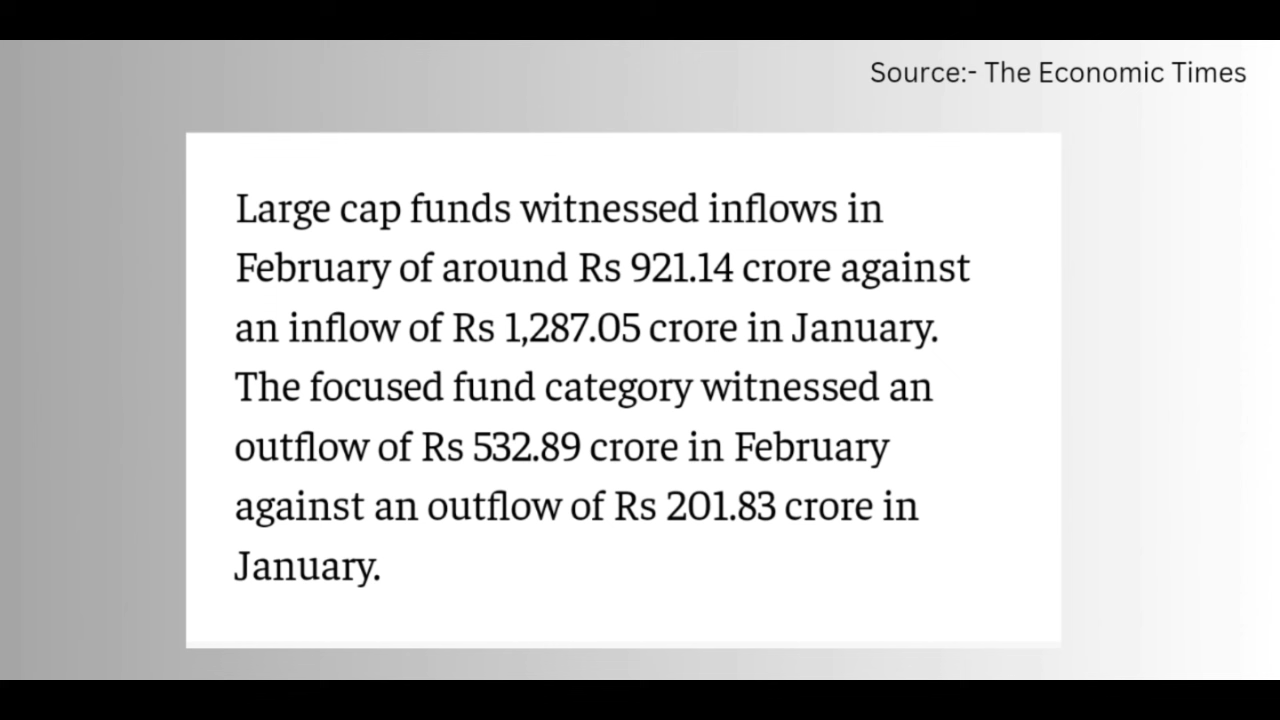 Source:- The Economic Times
Large cap funds witnessed inflows in
February of around Rs 921.14 crore against
an inflow of Rs 1,287.05 crore in January.
The focused fund category witnessed an
outflow of Rs 532.89 crore in February
against an outflow of Rs 201.83 crore in
January.